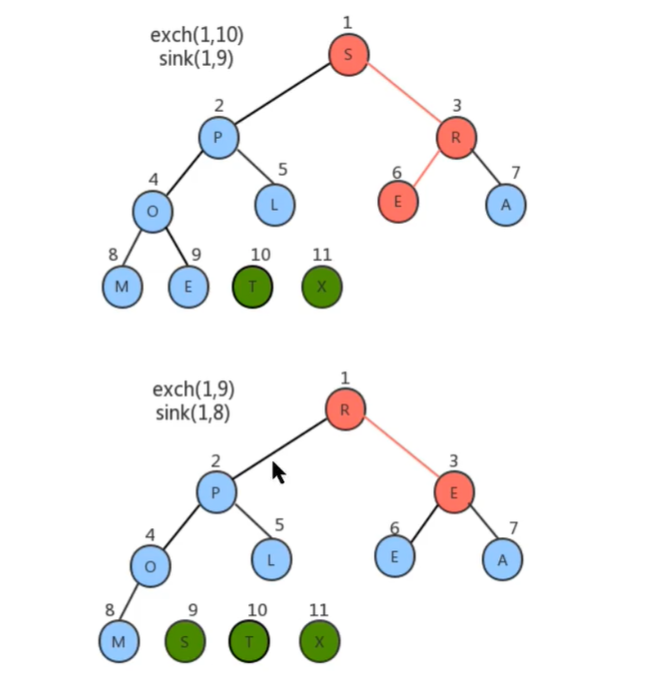 1
exch(1,10)
sink(1,9)
S
2
3
P
R
4
5
6
7
O
L
E
A
8
9
10
11
M
E
T
X
1
exch(1,9)
sink(1,8)
R
2
3
P
E
4
5
6
7
O
L
E
A
8
9
10
11
M
S
T
X